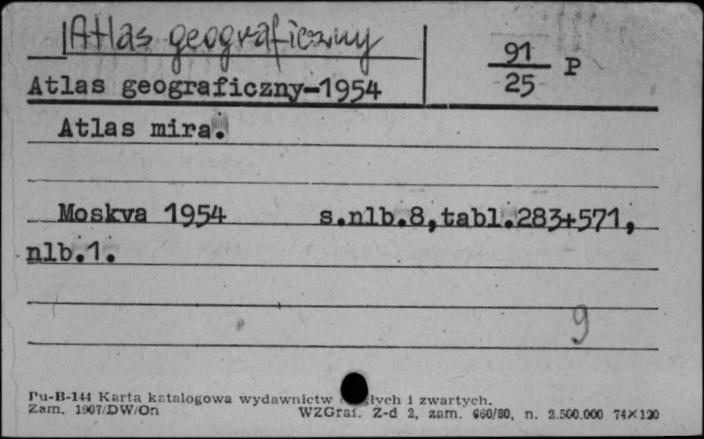 Atlas geograficzny
91
25 P
Atlas geograficzny-1954
Atlas mira.
Moskva 1954 s.nlb.8,tabl.283+571,
nlb.1.
9
Pu-B-144 Karta katalogowa wydawnictw i zwartych.
Zam. 1907/DW/On WZGraf. Z-d 2, zam. 660/80, n. 2.500.000 74×120